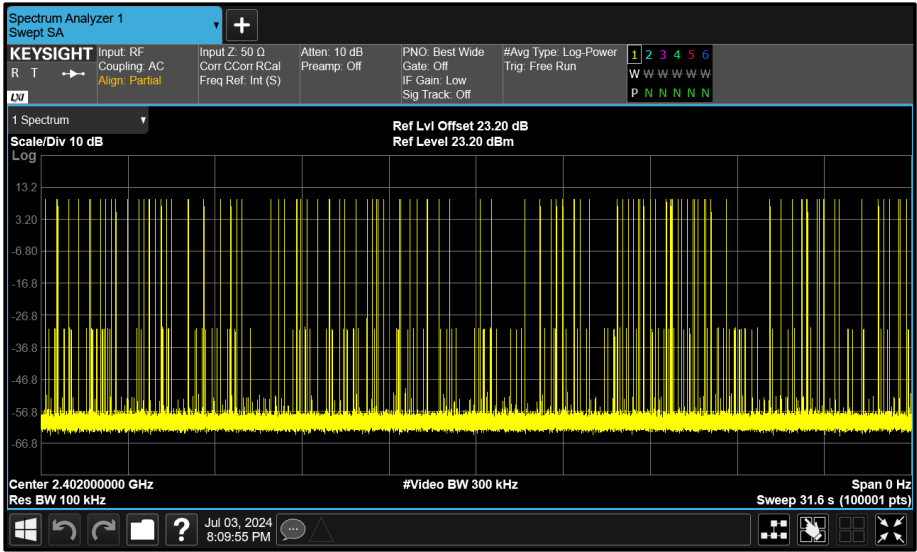 Spectrum Analyzer 1
Swept SA
+
KEYSIGHT
R T
LXI
Input: RF
Coupling: AC
Align: Partial
Input Z: 50 Ω
Corr CCorr RCal
Freq Ref: Int (S)
Atten: 10 dB
Preamp: Off
PNO: Best Wide
Gate: Off
IF Gain: Low
Sig Track: Off
#Avg Type: Log-Power
Trig: Free Run
1 2 3 4 5 6
W W W W W W
P N N N N N
1 Spectrum
Scale/Div 10 dB
Ref Lvl Offset 23.20 dB
Ref Level 23.20 dBm
Log
13.2
3.20
-6.80
-16.8
-26.8
-36.8
-46.8
-56.8
-66.8
Center 2.402000000 GHz
Res BW 100 kHz
#Video BW 300 kHz
Span 0 Hz
Sweep 31.6 s (100001 pts)
?
Jul 03, 2024
8:09:55 PM